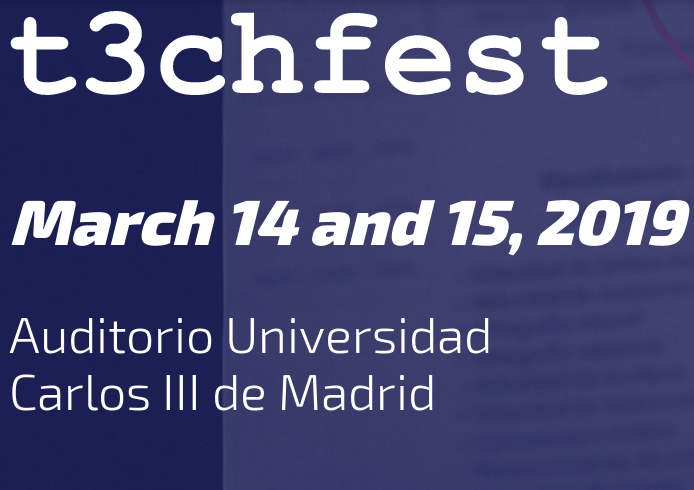 t3chfest
March 14 and 15, 2019
Auditorio Universidad
Carlos III de Madrid